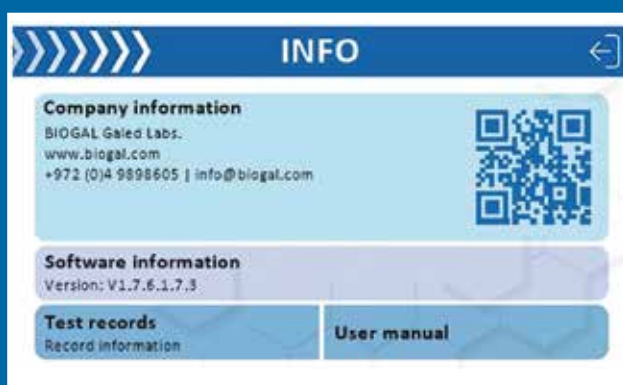 INFO
Company information
BIOGAL Galed Labs.
www.biogal.com
+972 (0)4 9898605 | info@biogal.com
Software information
Version: V1.7.6.1.7.3
Test records
Record information
User manual